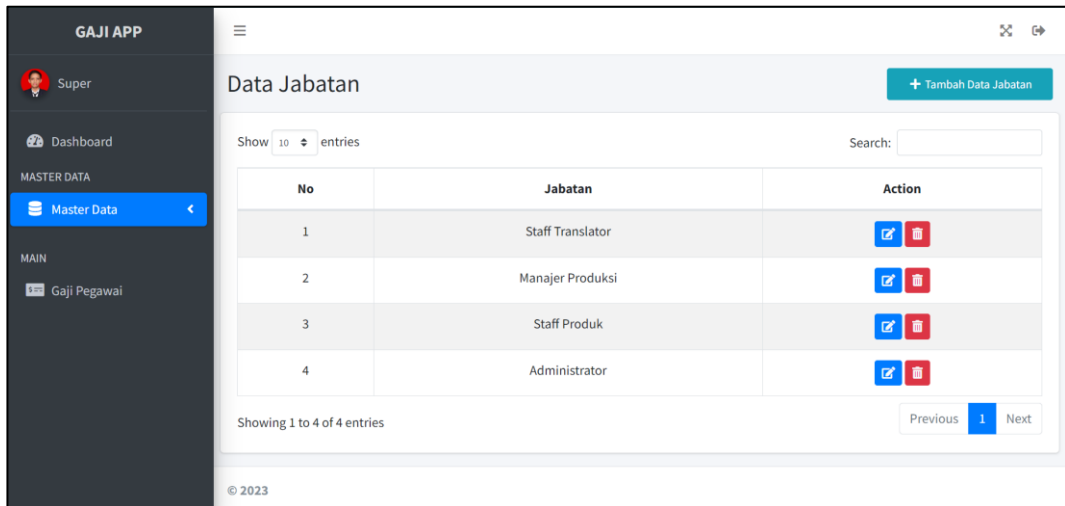 GAJI APP
Super
Dashboard
MASTER DATA
Master Data
MAIN
Gaji Pegawai
Data Jabatan
+ Tambah Data Jabatan
Show 10 entries Search:
No Jabatan Action
1 Staff Translator
2 Manajer Produksi
3 Staff Produk
4 Administrator
Showing 1 to 4 of 4 entries
Previous 1 Next
© 2023